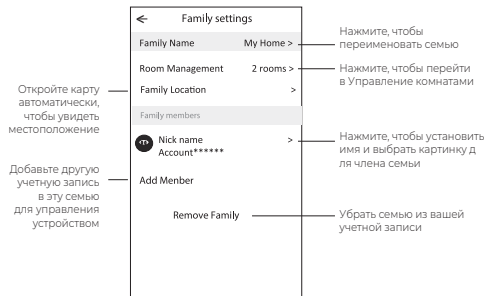 Family settings
Family Name My Home >
Room Management 2 rooms >
Family Location >
Family members
Nick name >
Account******
Add Menber
Remove Family
Откройте карту
автоматически,
чтобы увидеть
местоположение
Добавьте другую
учетную запись
в эту семью
для управления
устройством
Нажмите, чтобы
переименовать семью
Нажмите, чтобы перейти
в Управление комнатами
Нажмите, чтобы установить
имя и выбрать картинку д
ля члена семьи
Убрать семью из вашей
учетной записи